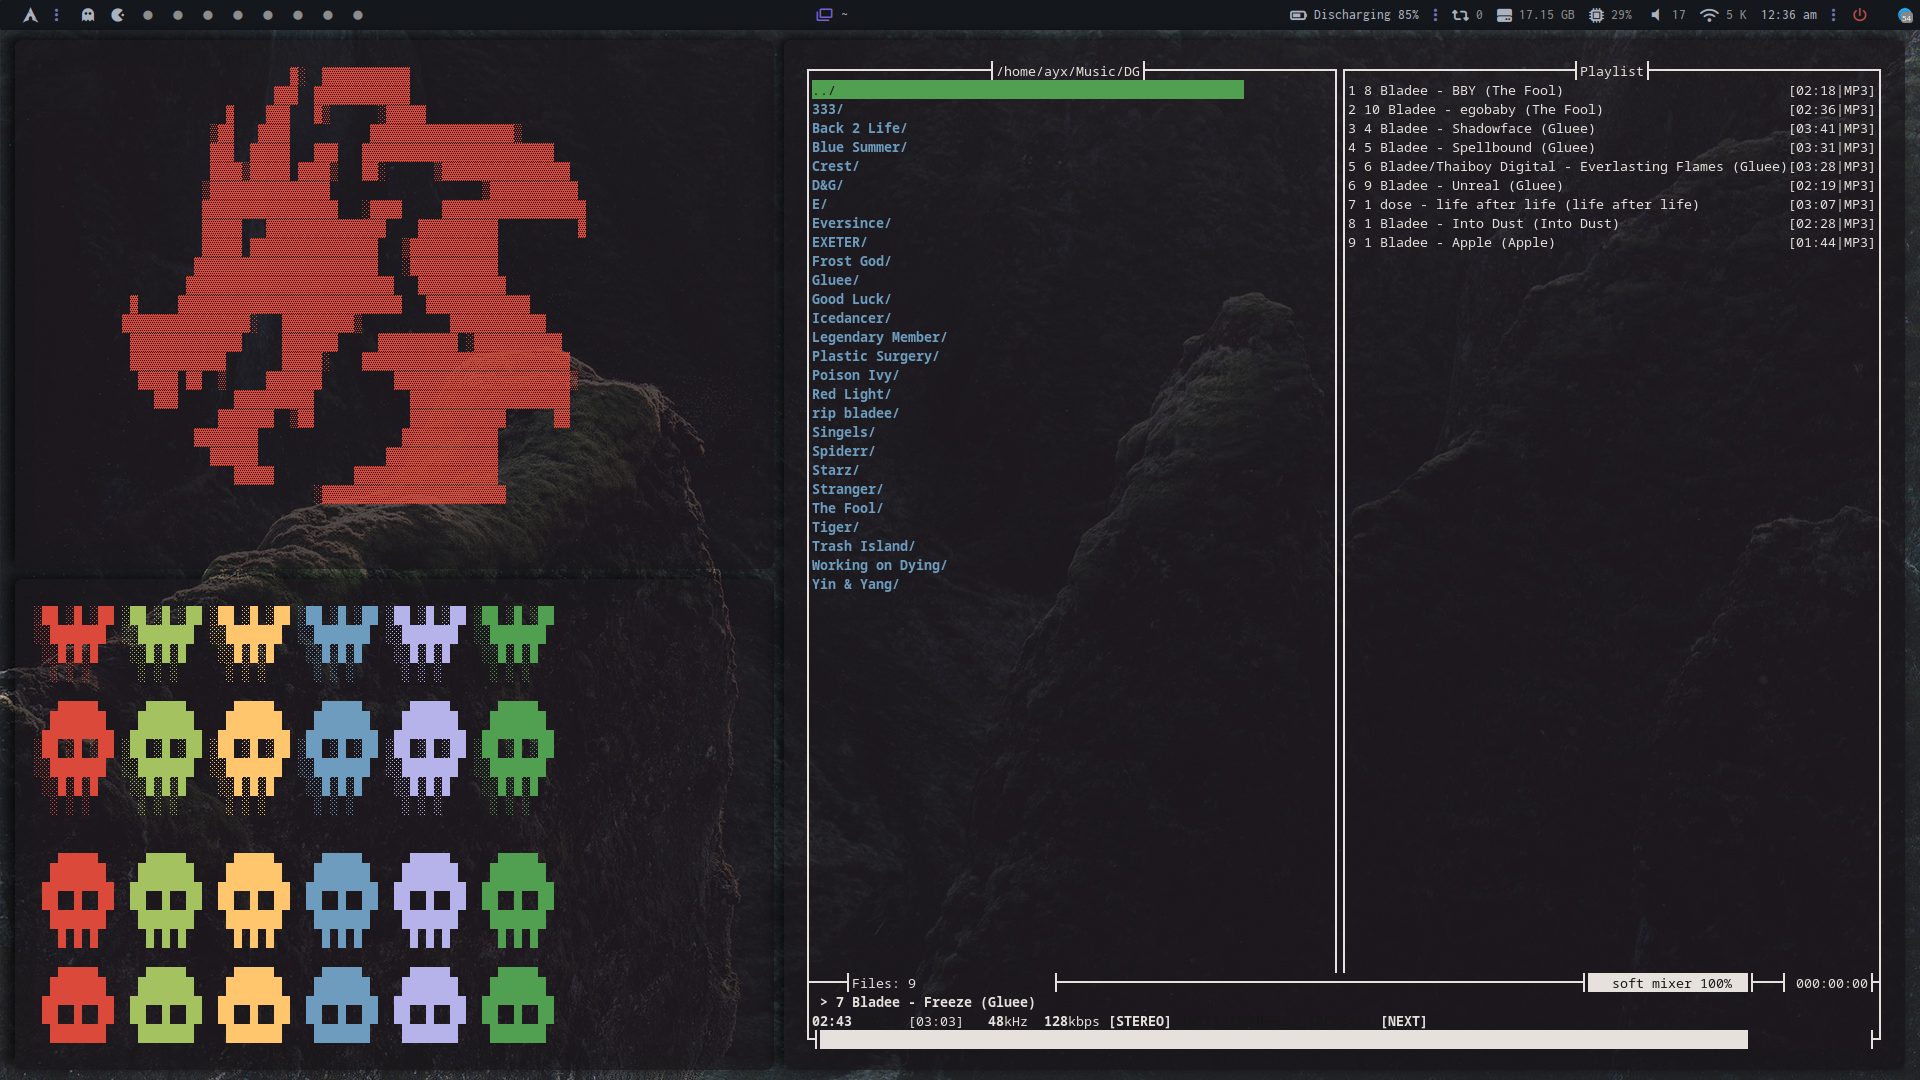 ~
Discharging 85%
0
17.15 GB
29%
17
5 K
12:36 am
54
/home/ayx/Music/DG
../
333/
Back 2 Life/
Blue Summer/
Crest/
D&G/
E/
Eversince/
EXETER/
Frost God/
Gluee/
Good Luck/
Icedancer/
Legendary Member/
Plastic Surgery/
Poison Ivy/
Red Light/
rip bladee/
Singels/
Spiderr/
Starz/
Stranger/
The Fool/
Tiger/
Trash Island/
Working on Dying/
Yin & Yang/
Playlist
1 8 Bladee - BBY (The Fool) [02:18|MP3]
2 10 Bladee - egobaby (The Fool) [02:36|MP3]
3 4 Bladee - Shadowface (Gluee) [03:41|MP3]
4 5 Bladee - Spellbound (Gluee) [03:31|MP3]
5 6 Bladee/Thaiboy Digital - Everlasting Flames (Gluee)[03:28|MP3]
6 9 Bladee - Unreal (Gluee) [02:19|MP3]
7 1 dose - life after life (life after life) [03:07|MP3]
8 1 Bladee - Into Dust (Into Dust) [02:28|MP3]
9 1 Bladee - Apple (Apple) [01:44|MP3]
Files: 9 soft mixer 100% 000:00:00
> 7 Bladee - Freeze (Gluee)
02:43 [03:03] 48kHz 128kbps [STEREO] [NEXT]